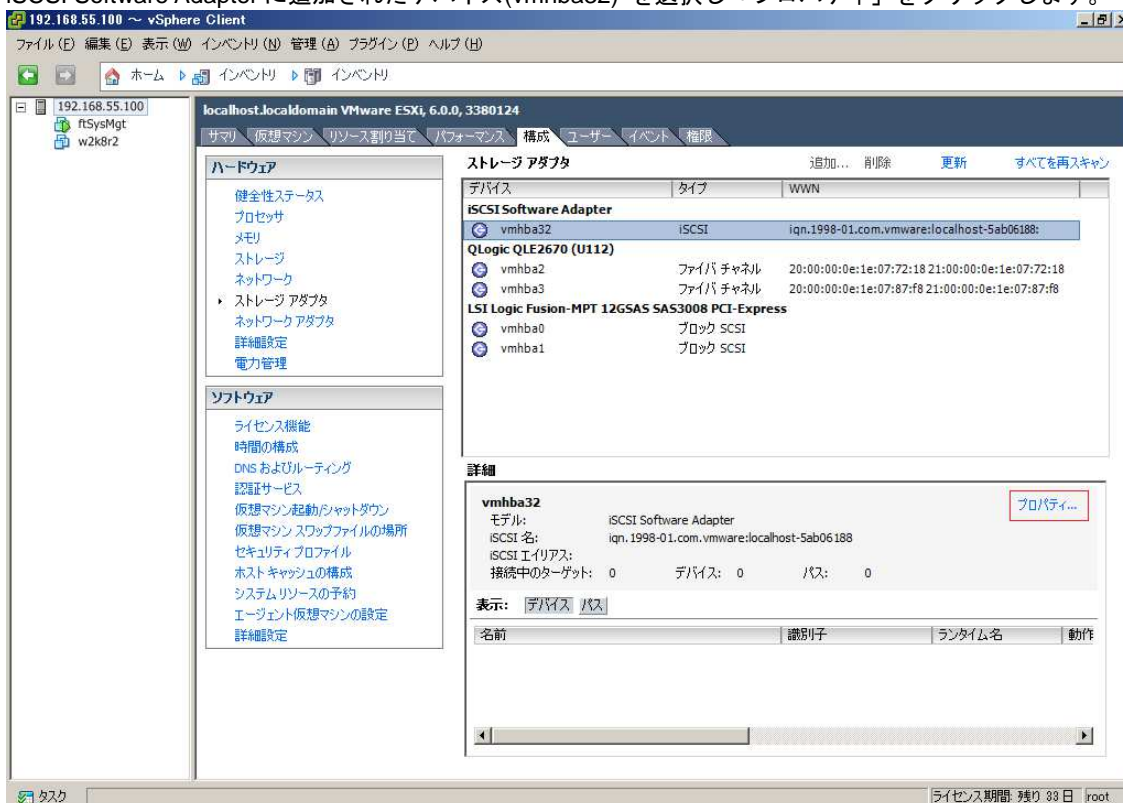 iSCSI Software Adapter に追加されたデバイス(vmhba32) を選択し「プロパティ」をクリックします。
192.168.55.100 ～ vSphere Client
ファイル (F) 編集 (E) 表示 (W) インベントリ (N) 管理 (A) プラグイン (P) ヘルプ (H)
ホーム インベントリ インベントリ
192.168.55.100
ftSysMgt
w2k8r2
localhost.localdomain VMware ESXi, 6.0.0, 3380124
サマリ 仮想マシン リソース割り当て パフォーマンス 構成 ユーザー イベント 権限
ハードウェア
健全性ステータス
プロセッサ
メモリ
ストレージ
ネットワーク
ストレージ アダプタ
ネットワーク アダプタ
詳細設定
電力管理
ソフトウェア
ライセンス機能
時間の構成
DNS およびルーティング
認証サービス
仮想マシン起動/シャットダウン
仮想マシン スワップファイルの場所
セキュリティ プロファイル
ホスト キャッシュの構成
システム リソースの予約
エージェント仮想マシンの設定
詳細設定
ストレージ アダプタ 追加... 削除 更新 すべてを再スキャン
デバイス タイプ WWN
iSCSI Software Adapter
vmhba32 iSCSI iqn.1998-01.com.vmware:localhost-5ab06188:
QLogic QLE2670 (U112)
vmhba2 ファイバ チャネル 20:00:00:0e:1e:07:72:18 21:00:00:0e:1e:07:72:18
vmhba3 ファイバ チャネル 20:00:00:0e:1e:07:87:f8 21:00:00:0e:1e:07:87:f8
LSI Logic Fusion-MPT 12GSAS SAS3008 PCI-Express
vmhba0 ブロック SCSI
vmhba1 ブロック SCSI
詳細
vmhba32 プロパティ...
モデル: iSCSI Software Adapter
iSCSI 名: iqn.1998-01.com.vmware:localhost-5ab06188
iSCSI エイリアス:
接続中のターゲット: 0 デバイス: 0 パス: 0
表示: デバイス パス
名前 識別子 ランタイム名 動作
タスク ライセンス期間: 残り 33 日 root